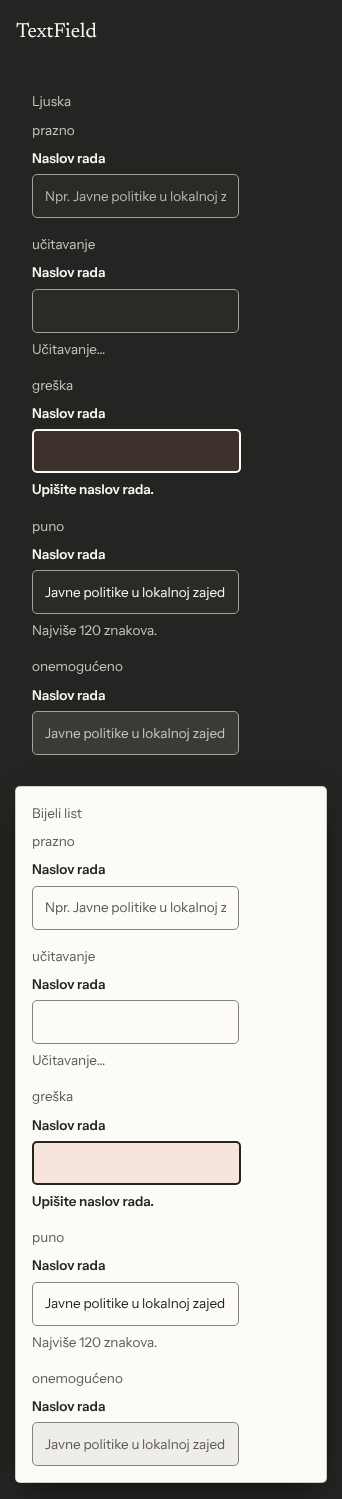 TextField
Ljuska
prazno
Naslov rada
Npr. Javne politike u lokalnoj z
učitavanje
Naslov rada
Učitavanje...
greška
Naslov rada
Upišite naslov rada.
puno
Naslov rada
Javne politike u lokalnoj zajed
Najviše 120 znakova.
onemogućeno
Naslov rada
Javne politike u lokalnoj zajed
Bijeli list
prazno
Naslov rada
Npr. Javne politike u lokalnoj z
učitavanje
Naslov rada
Učitavanje...
greška
Naslov rada
Upišite naslov rada.
puno
Naslov rada
Javne politike u lokalnoj zajed
Najviše 120 znakova.
onemogućeno
Naslov rada
Javne politike u lokalnoj zajed